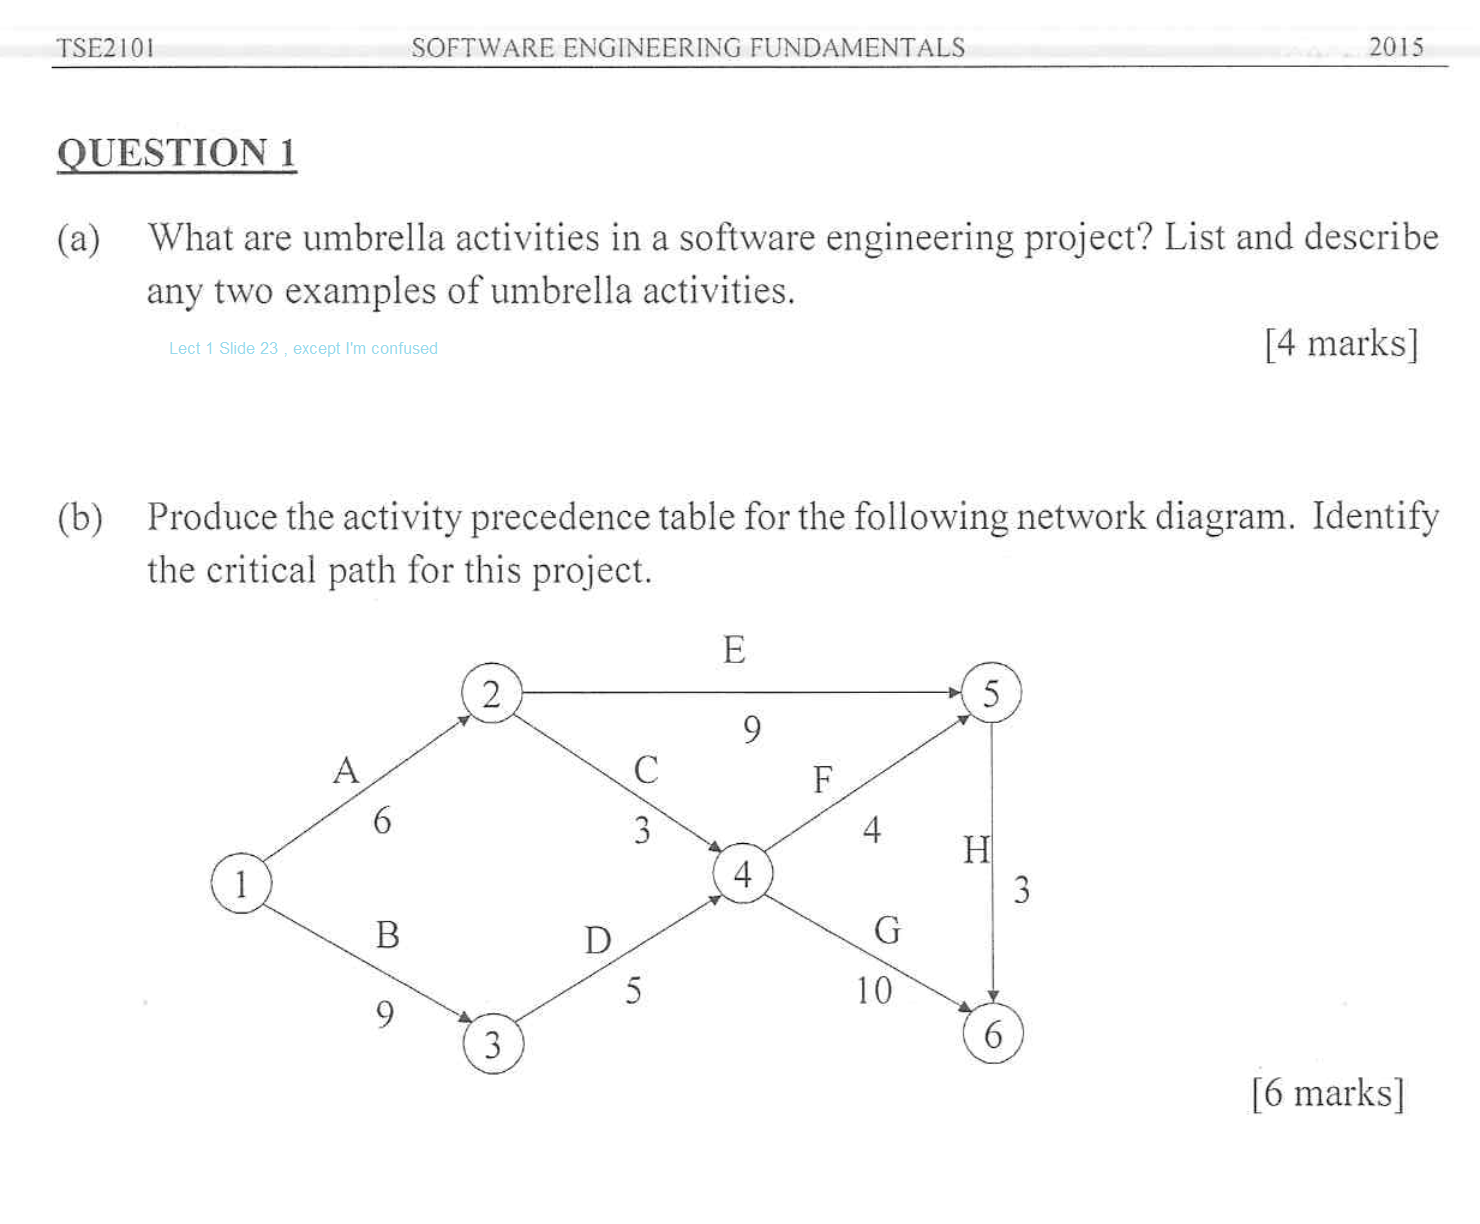 TSE2101 SOFTWARE ENGINEERING FUNDAMENTALS 2015
QUESTION 1
(a) What are umbrella activities in a software engineering project? List and describe
any two examples of umbrella activities.
Lect 1 Slide 23 , except I'm confused
[4 marks]
(b) Produce the activity precedence table for the following network diagram. Identify
the critical path for this project.
E
2
5
9
A
C
F
6
3
4
H
1
4
3
B
D
G
9
5
10
3
6
[6 marks]